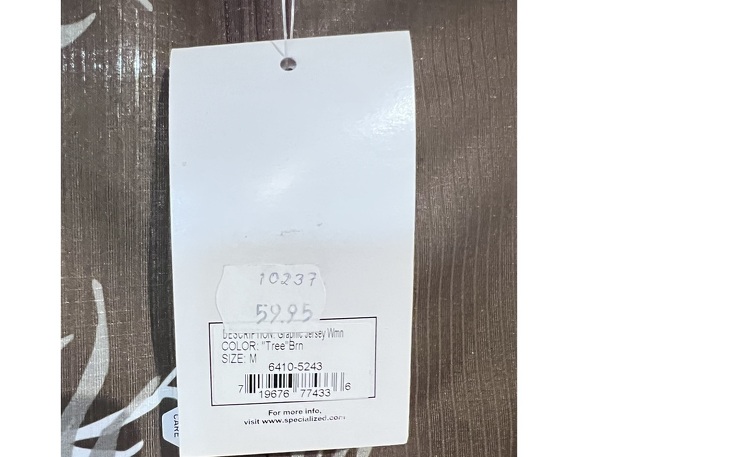 10237
59.95
DESCRIPTION: Graphic Jersey Wmn
COLOR: "Tree"Brn
SIZE: M
6410-5243
7 19676 77433 6
For more info,
visit www.specialized.com
CARE